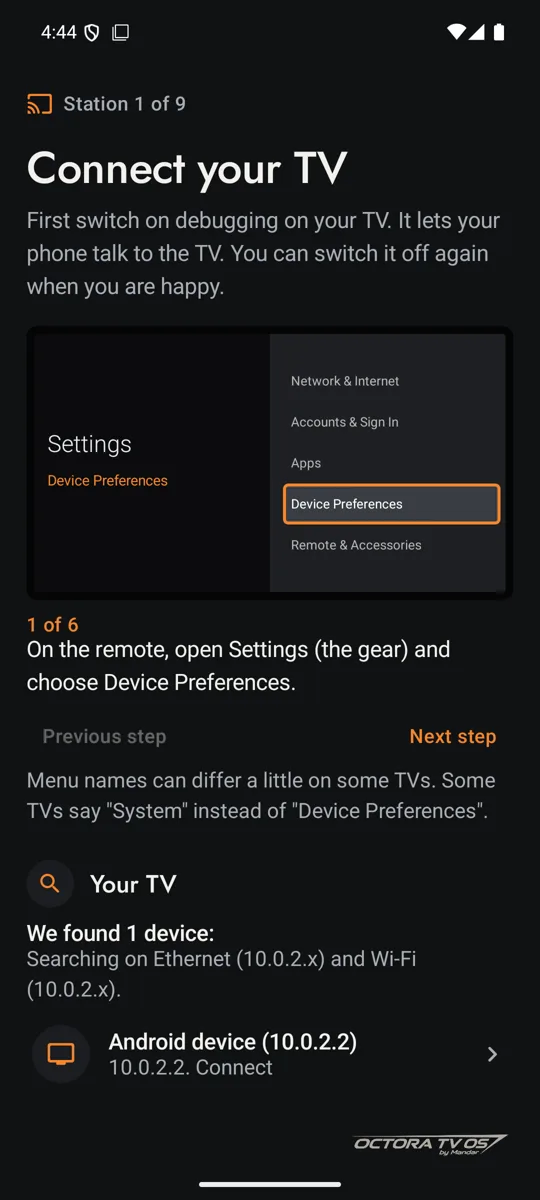 4:44
Station 1 of 9
Connect your TV
First switch on debugging on your TV. It lets your
phone talk to the TV. You can switch it off again
when you are happy.
Settings
Device Preferences
Network & Internet
Accounts & Sign In
Apps
Device Preferences
Remote & Accessories
1 of 6
On the remote, open Settings (the gear) and
choose Device Preferences.
Previous step
Next step
Menu names can differ a little on some TVs. Some
TVs say "System" instead of "Device Preferences".
Your TV
We found 1 device:
Searching on Ethernet (10.0.2.x) and Wi-Fi
(10.0.2.x).
Android device (10.0.2.2)
10.0.2.2. Connect
OCTORA TV OS
by Mandar